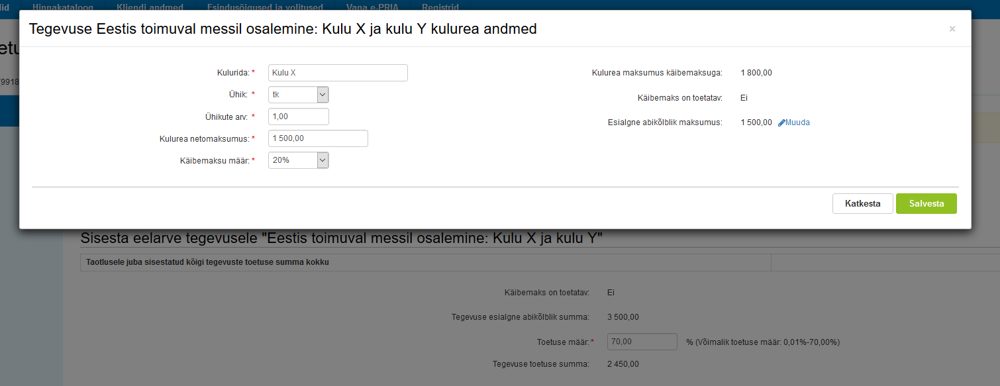 Hinnakataloog Kliendi andmed Esindusõigused ja volitused Vana e-PRIA Registrid
Tegevuse Eestis toimuval messil osalemine: Kulu X ja kulu Y kulurea andmed ×
Kulurida: * Kulu X
Ühik: * tk
Ühikute arv: * 1,00
Kulurea netomaksumus: * 1 500,00
Käibemaksu määr: * 20%
Kulurea maksumus käibemaksuga: 1 800,00
Käibemaks on toetatav: Ei
Esialgne abikõlblik maksumus: 1 500,00 Muuda
Katkesta Salvesta
Sisesta eelarve tegevusele "Eestis toimuval messil osalemine: Kulu X ja kulu Y"
Taotlusele juba sisestatud kõigi tegevuste toetuse summa kokku
Käibemaks on toetatav: Ei
Tegevuse esialgne abikõlblik summa: 3 500,00
Toetuse määr: * 70,00 % (Võimalik toetuse määr: 0,01%-70,00%)
Tegevuse toetuse summa: 2 450,00